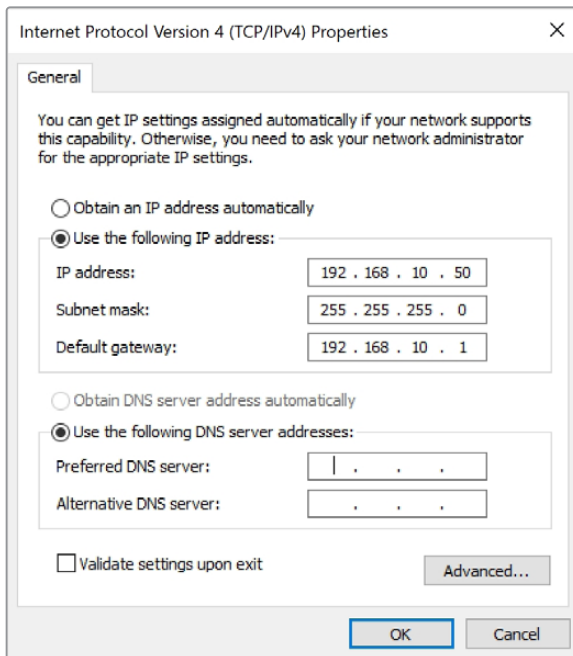 Internet Protocol Version 4 (TCP/IPv4) Properties
General
You can get IP settings assigned automatically if your network supports
this capability. Otherwise, you need to ask your network administrator
for the appropriate IP settings.
Obtain an IP address automatically
Use the following IP address:
IP address: 192 . 168 . 10 . 50
Subnet mask: 255 . 255 . 255 . 0
Default gateway: 192 . 168 . 10 . 1
Obtain DNS server address automatically
Use the following DNS server addresses:
Preferred DNS server: . . .
Alternative DNS server: . . .
Validate settings upon exit
Advanced...
OK Cancel